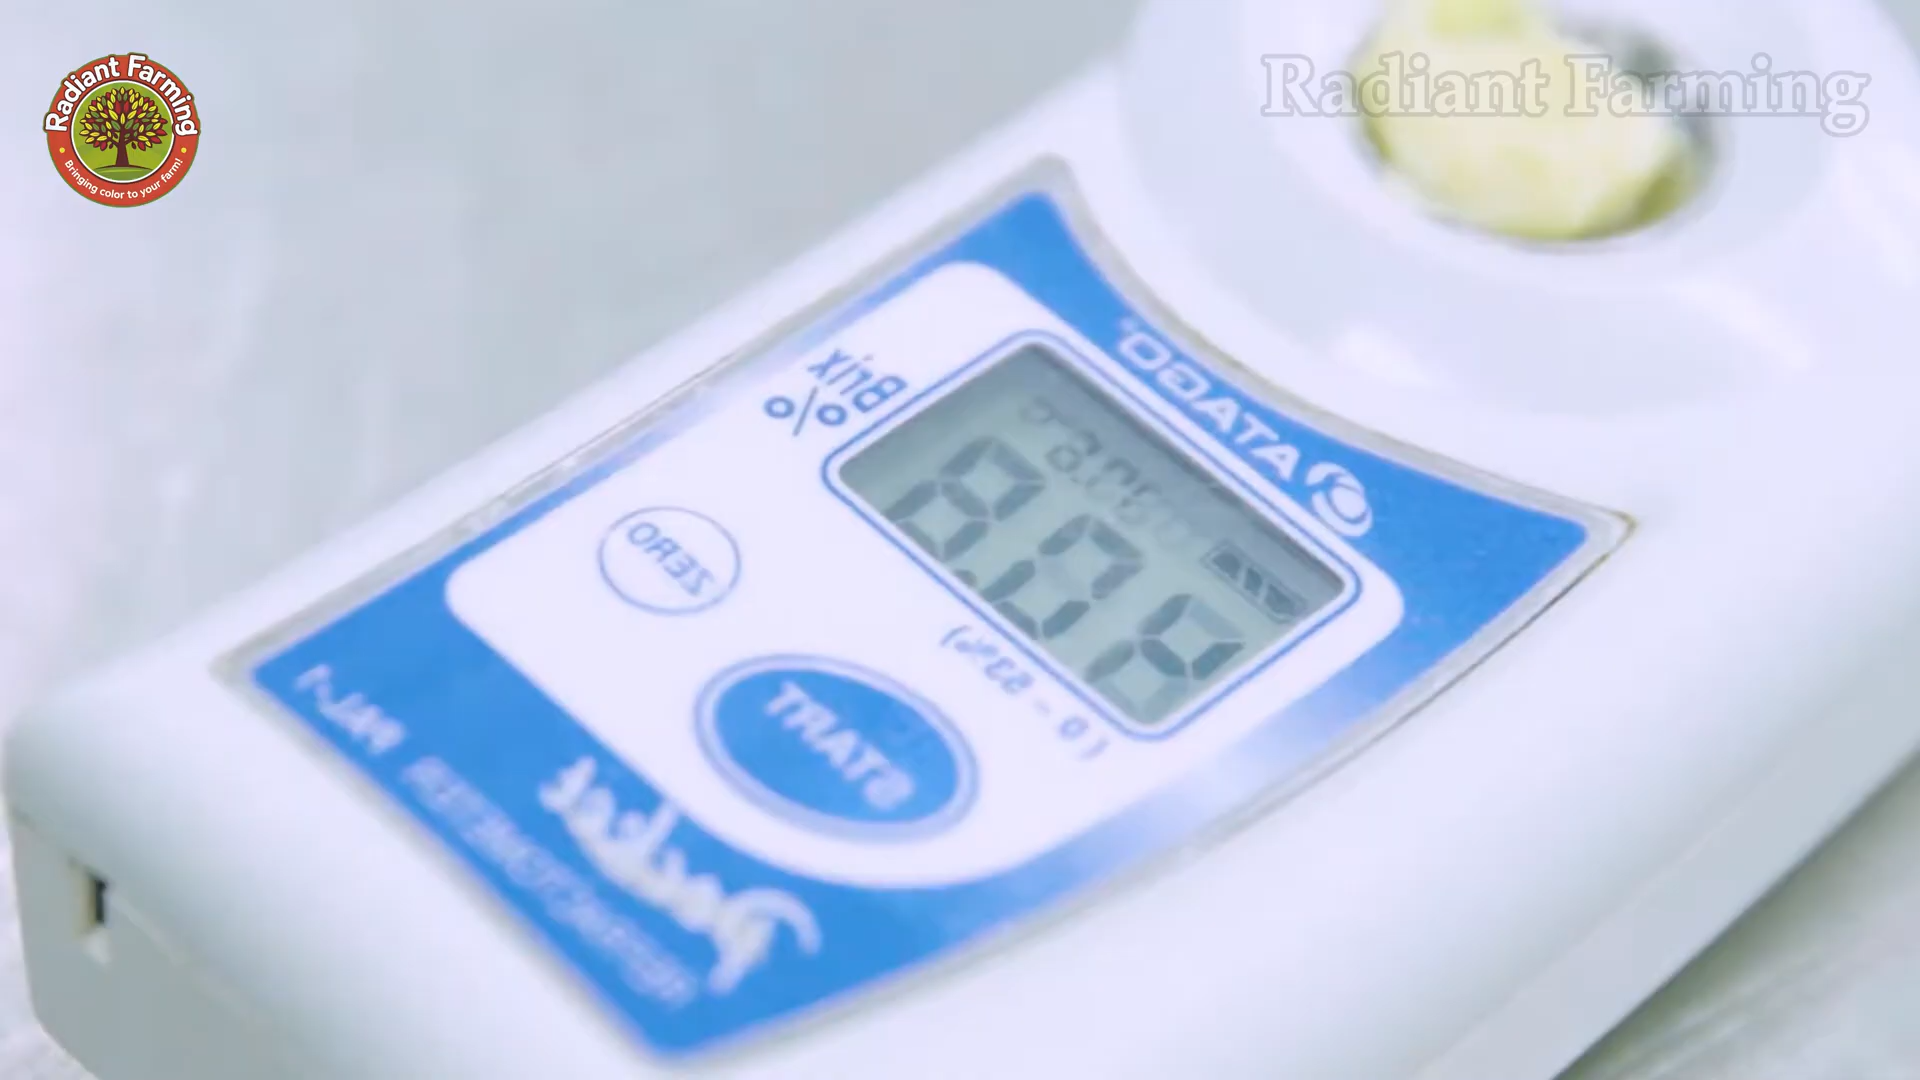 Radiant Farming
Bringing color to your farm!
Radiant Farming
ATAGO
Brix
%
ZERO
START
( 0 - 53%)
Pocket
REFRACTOMETER PAL-1